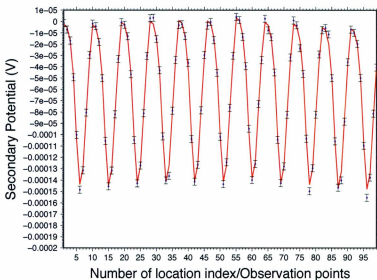 1e-05
0
-1e-05
-2e-05
-3e-05
-4e-05
-5e-05
-6e-05
-7e-05
-8e-05
-9e-05
-0.0001
-0.00011
-0.00012
-0.00013
-0.00014
-0.00015
-0.00016
-0.00017
-0.00018
-0.00019
-0.0002
Secondary Potential (V)
5 10 15 20 25 30 35 40 45 50 55 60 65 70 75 80 85 90 95
Number of location index/Observation points